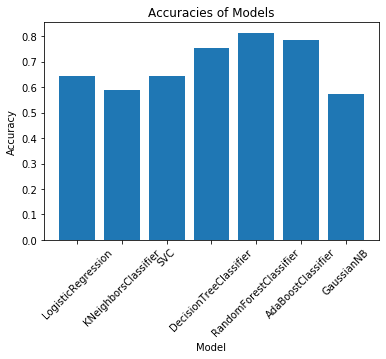 Accuracies of Models
Accuracy
0.8
0.7
0.6
0.5
0.4
0.3
0.2
0.1
0.0
LogisticRegression
KNeighborsClassifier
SVC
DecisionTreeClassifier
RandomForestClassifier
AdaBoostClassifier
GaussianNB
Model